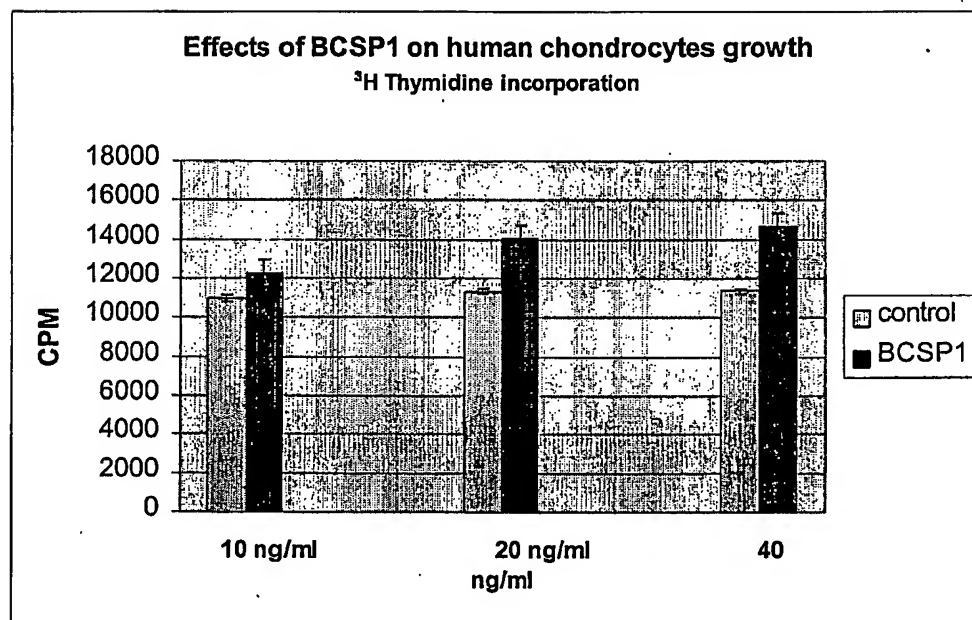 Effects of BCSP1 on human chondrocytes growth
³H Thymidine incorporation
18000
16000
14000
12000
10000
8000
6000
4000
2000
0
CPM
10 ng/ml 20 ng/ml 40
ng/ml
control
BCSP1